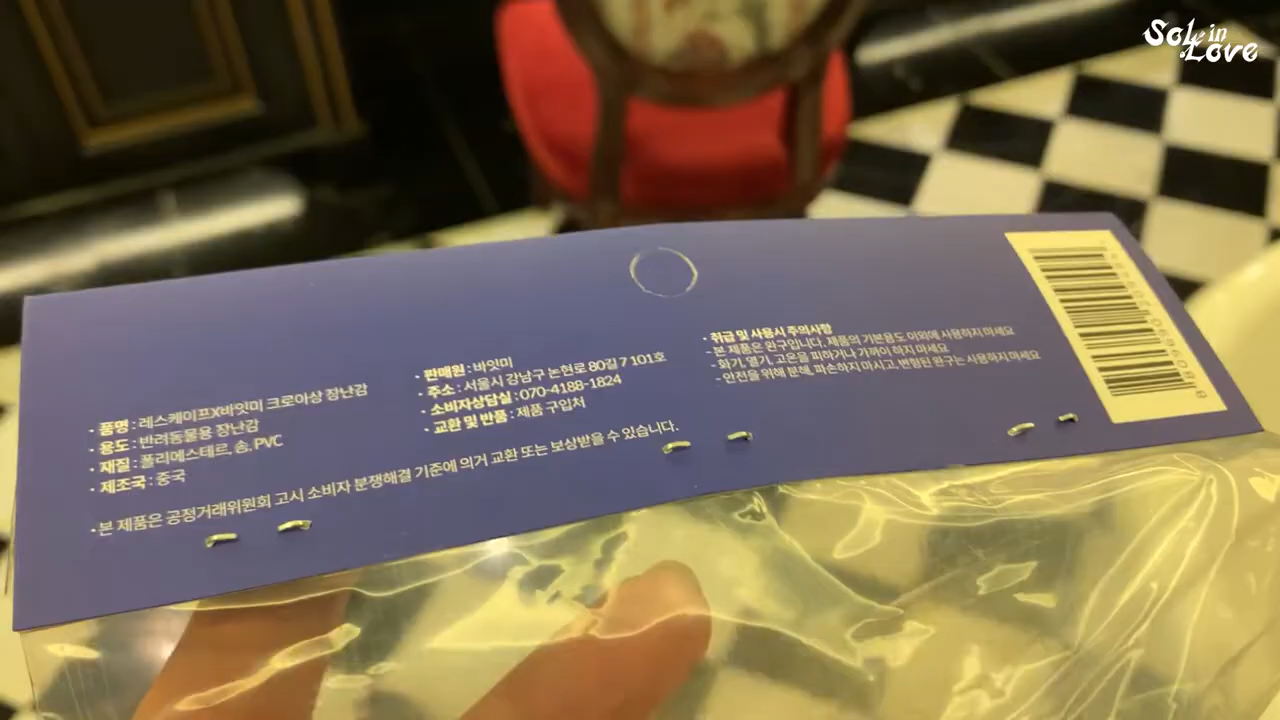 Sol in
Love
· 품명 : 레스케이프X바잇미 크로아상 장난감
· 용도 : 반려동물용 장난감
· 재질 : 폴리에스테르, 솜, PVC
· 제조국 : 중국
· 판매원 : 바잇미
· 주소 : 서울시 강남구 논현로 80길 7 101호
· 소비자상담실 : 070-4188-1824
· 교환 및 반품 : 제품 구입처
· 본 제품은 공정거래위원회 고시 소비자 분쟁해결 기준에 의거 교환 또는 보상받을 수 있습니다.
· 취급 및 사용시 주의사항
- 본 제품은 완구입니다. 제품의 기본용도 이외에 사용하지 마세요
- 화기, 열기, 고온을 피하거나 가까이 하지 마세요
- 안전을 위해 분해, 파손하지 마시고, 변형된 완구는 사용하지 마세요